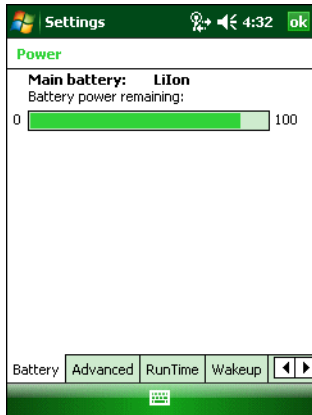 Settings 4:32 ok
Power
Main battery: LiIon
Battery power remaining:
0 100
Battery Advanced RunTime Wakeup